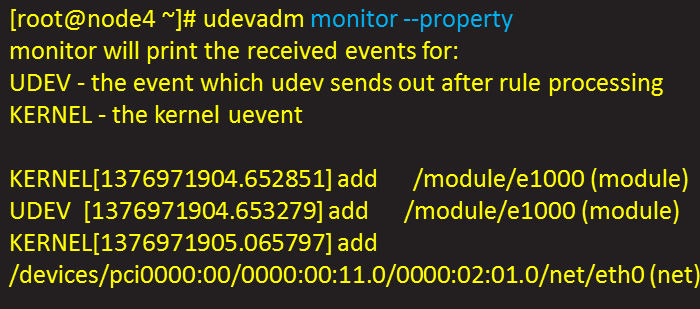 [root@node4 ~]# udevadm monitor --property
monitor will print the received events for:
UDEV - the event which udev sends out after rule processing
KERNEL - the kernel uevent
KERNEL[1376971904.652851] add /module/e1000 (module)
UDEV [1376971904.653279] add /module/e1000 (module)
KERNEL[1376971905.065797] add
/devices/pci0000:00/0000:00:11.0/0000:02:01.0/net/eth0 (net)